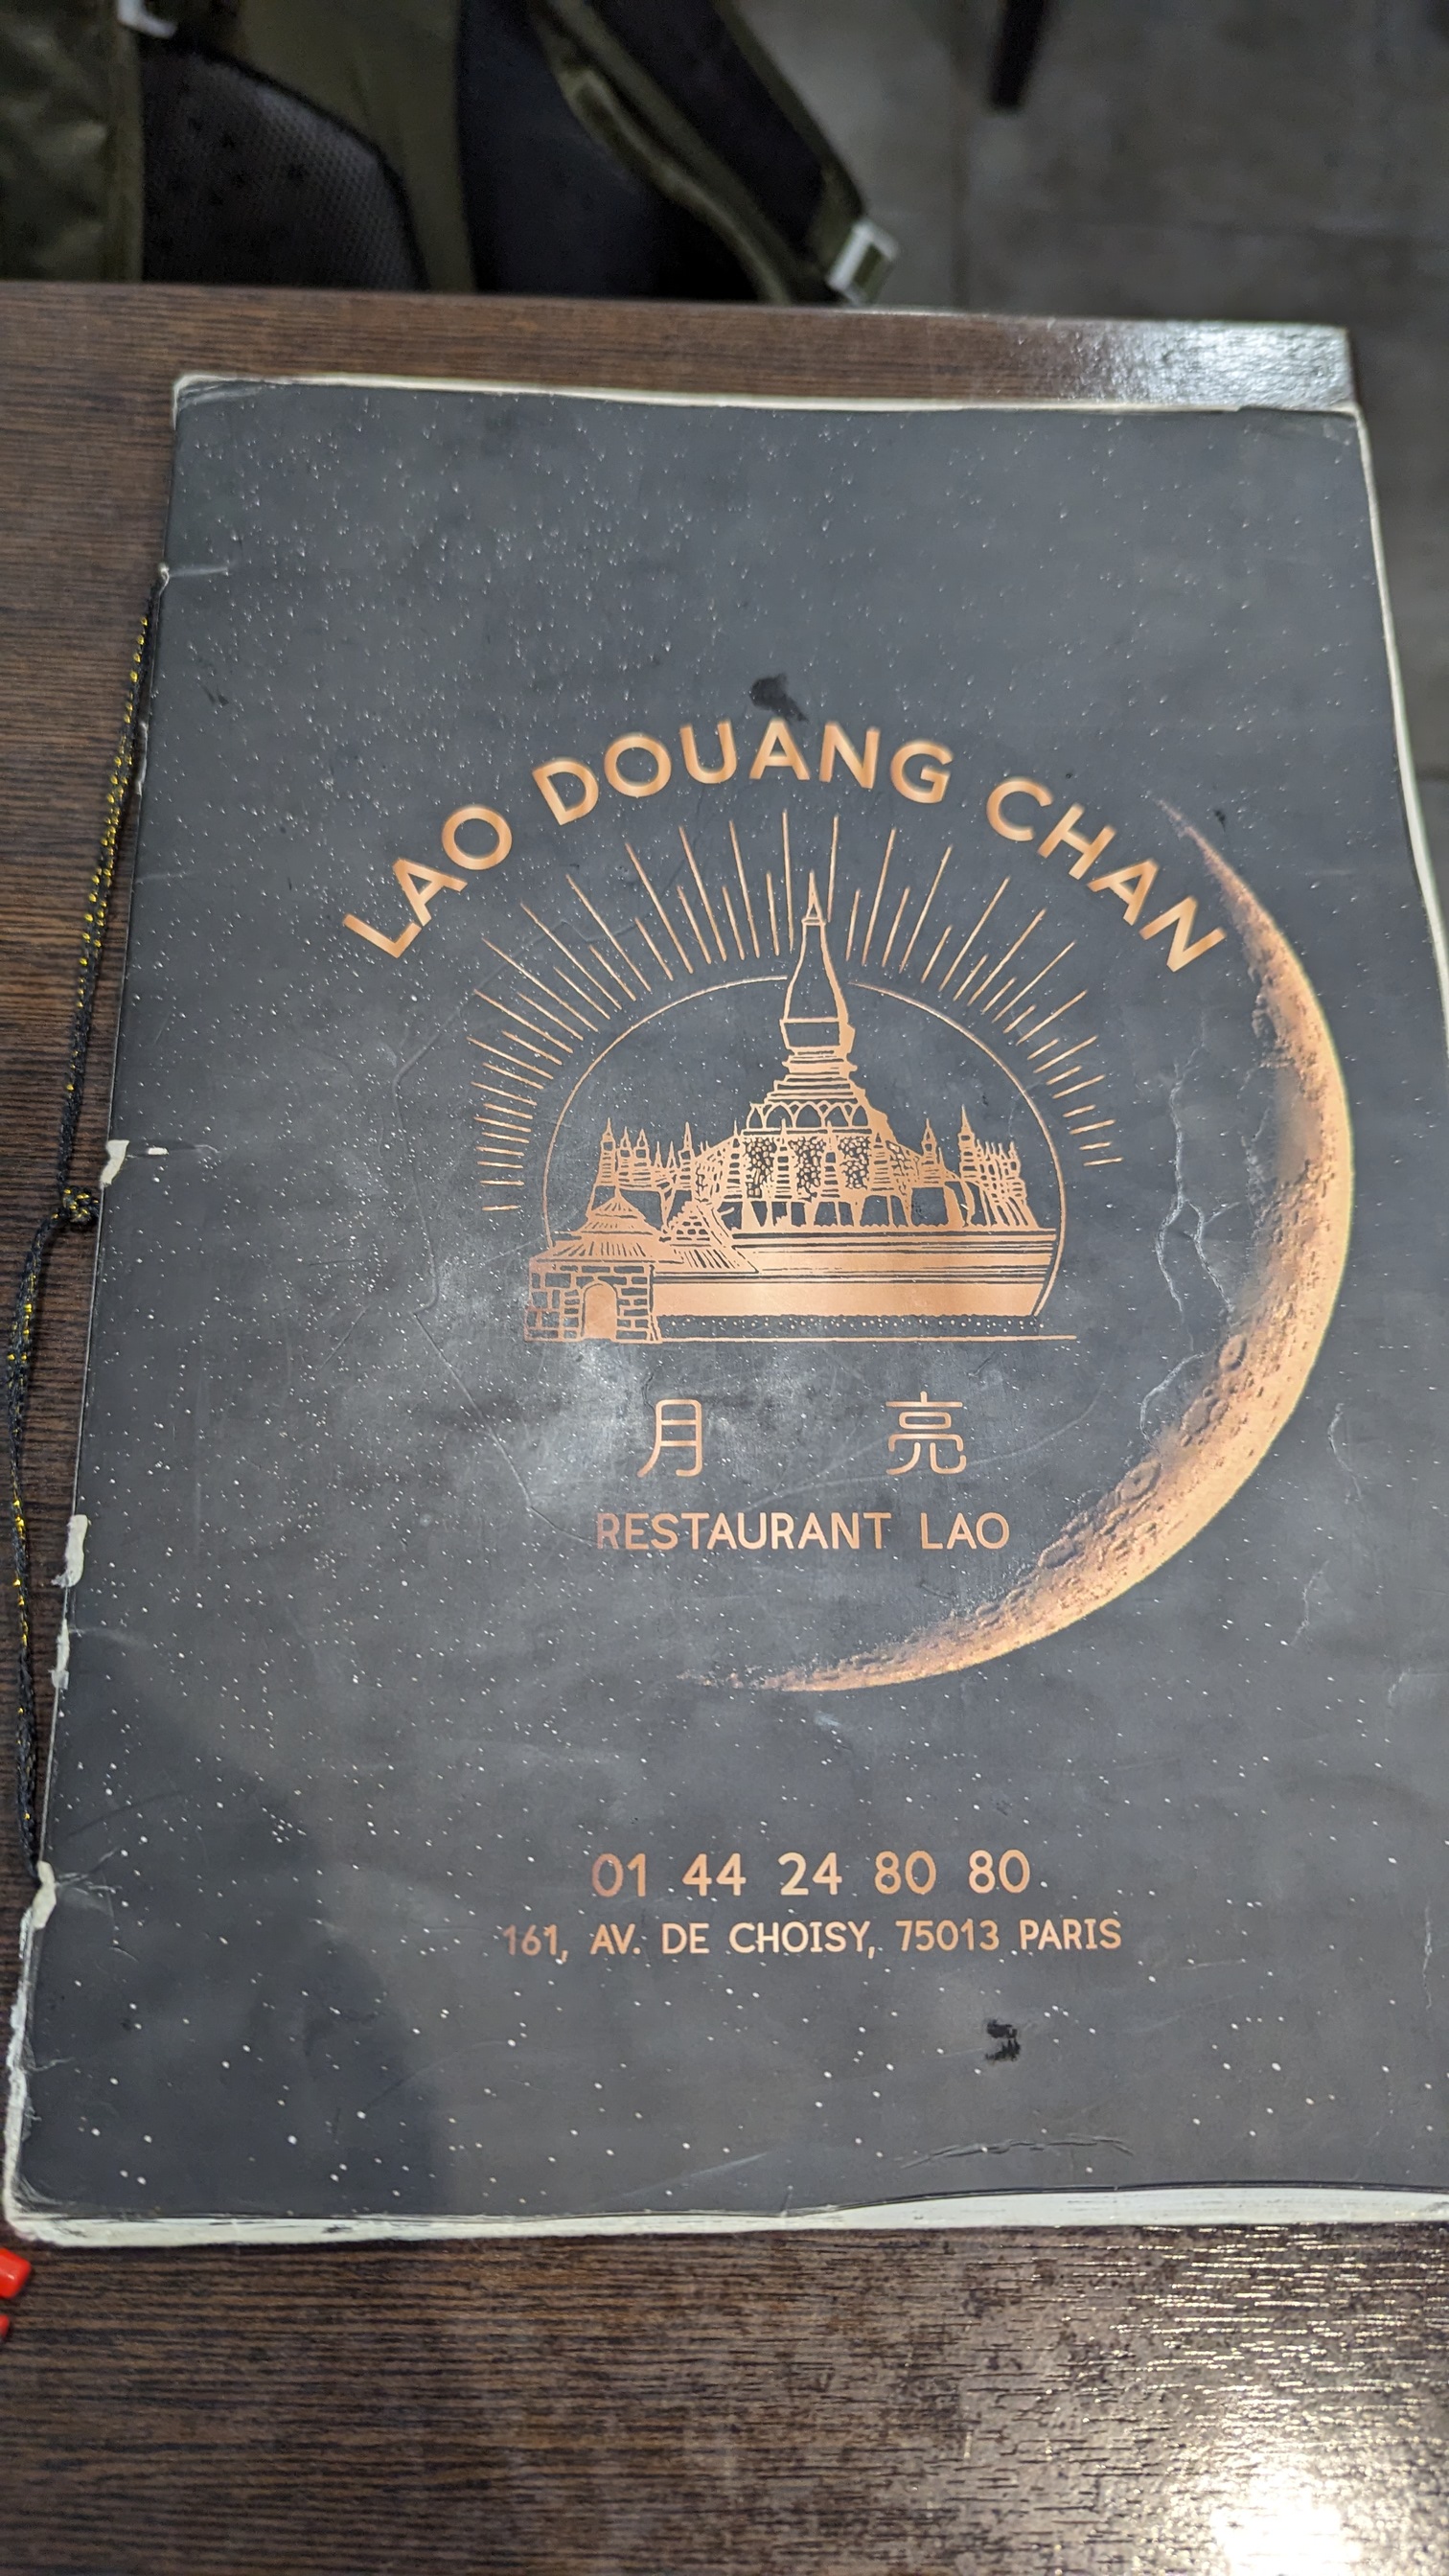 LAO DOUANG CHAN
月 亮
RESTAURANT LAO
01 44 24 80 80
161, AV. DE CHOISY, 75013 PARIS